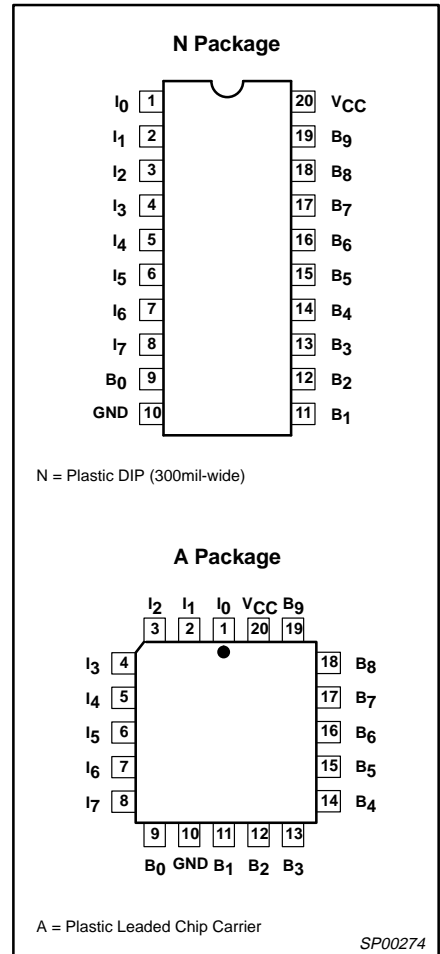 N Package
I0 1 20 VCC
I1 2 19 B9
I2 3 18 B8
I3 4 17 B7
I4 5 16 B6
I5 6 15 B5
I6 7 14 B4
I7 8 13 B3
B0 9 12 B2
GND 10 11 B1
N = Plastic DIP (300mil-wide)
A Package
I2 I1 I0 VCC B9
3 2 1 20 19
I3 4 18 B8
I4 5 17 B7
I5 6 16 B6
I6 7 15 B5
I7 8 14 B4
9 10 11 12 13
B0 GND B1 B2 B3
A = Plastic Leaded Chip Carrier
SP00274